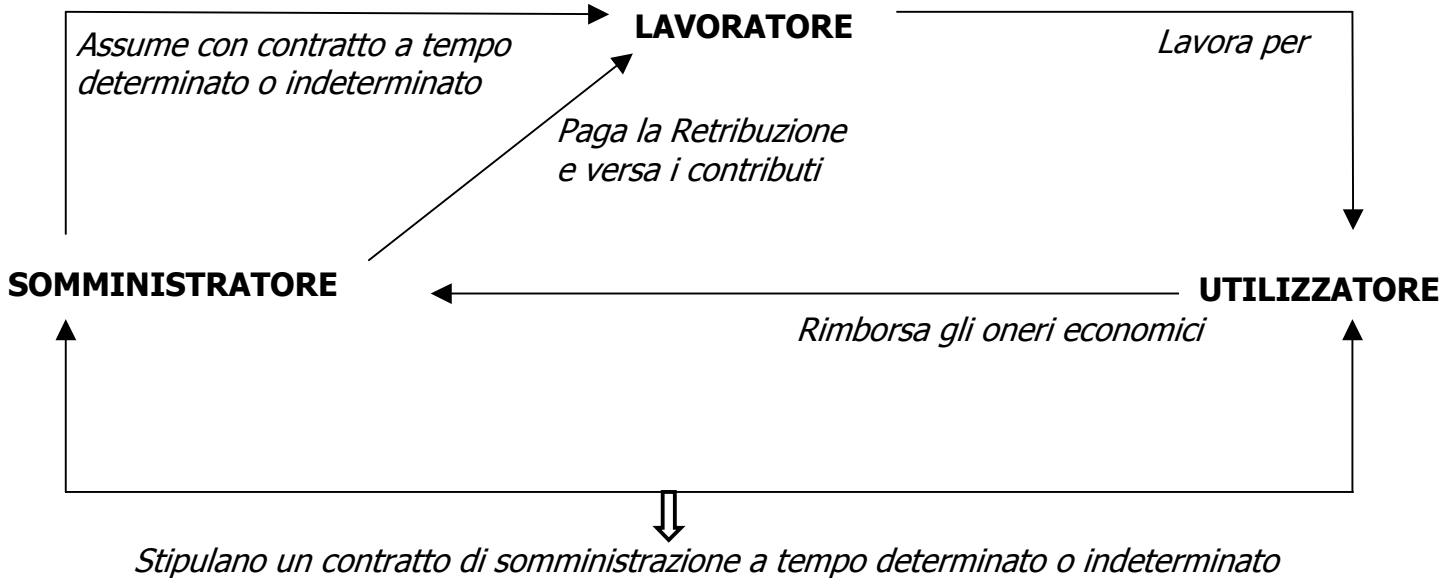 LAVORATORE
Assume con contratto a tempo
determinato o indeterminato
Lavora per
Paga la Retribuzione
e versa i contributi
SOMMINISTRATORE
UTILIZZATORE
Rimborsa gli oneri economici
Stipulano un contratto di somministrazione a tempo determinato o indeterminato